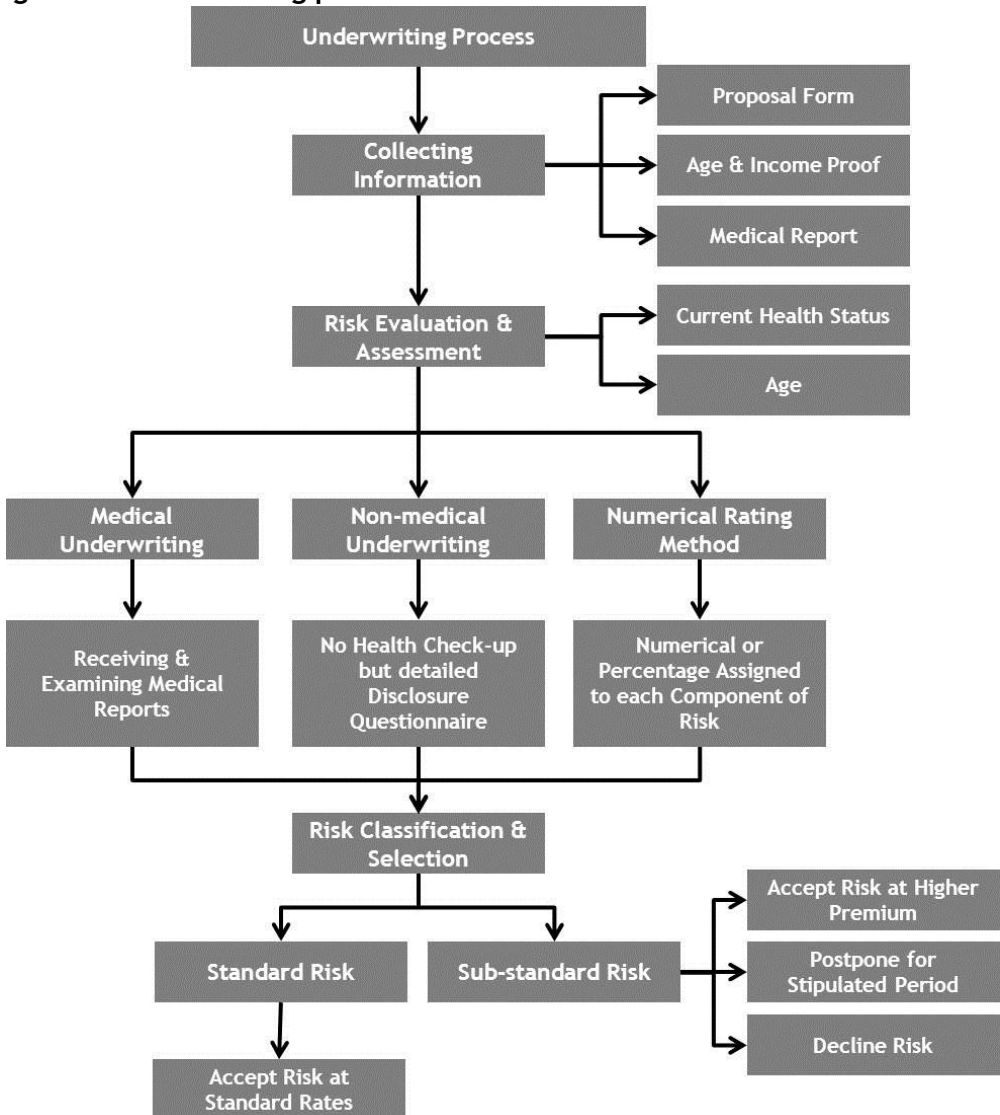 Underwriting Process
Proposal Form
Collecting
Information
Age & Income Proof
Medical Report
Risk Evaluation &
Assessment
Current Health Status
Age
Medical
Underwriting
Non-medical
Underwriting
Numerical Rating
Method
Receiving &
Examining Medical
Reports
No Health Check-up
but detailed
Disclosure
Questionnaire
Numerical or
Percentage Assigned
to each Component of
Risk
Risk Classification &
Selection
Standard Risk
Sub-standard Risk
Accept Risk at Higher
Premium
Postpone for
Stipulated Period
Decline Risk
Accept Risk at
Standard Rates